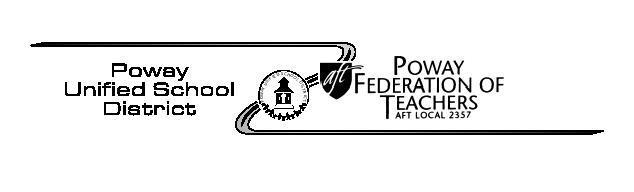 Poway
Unified School
District
aft
POWAY
FEDERATION OF
TEACHERS
AFT LOCAL 2357